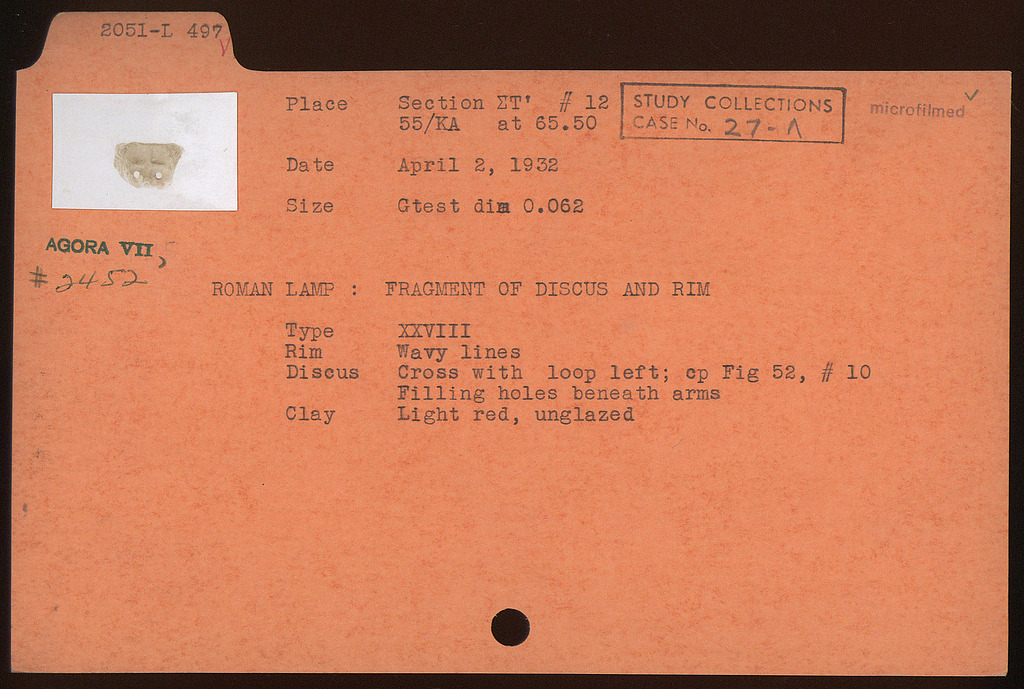 2051-L 497
Place Section ΣΤ' # 12
55/ΚΑ at 65.50
STUDY COLLECTIONS
CASE No. 27-Λ
microfilmed ✓
Date April 2, 1932
Size Gtest dim 0.062
AGORA VII,
# 2452
ROMAN LAMP : FRAGMENT OF DISCUS AND RIM
Type XXVIII
Rim Wavy lines
Discus Cross with loop left; cp Fig 52, # 10
Filling holes beneath arms
Clay Light red, unglazed